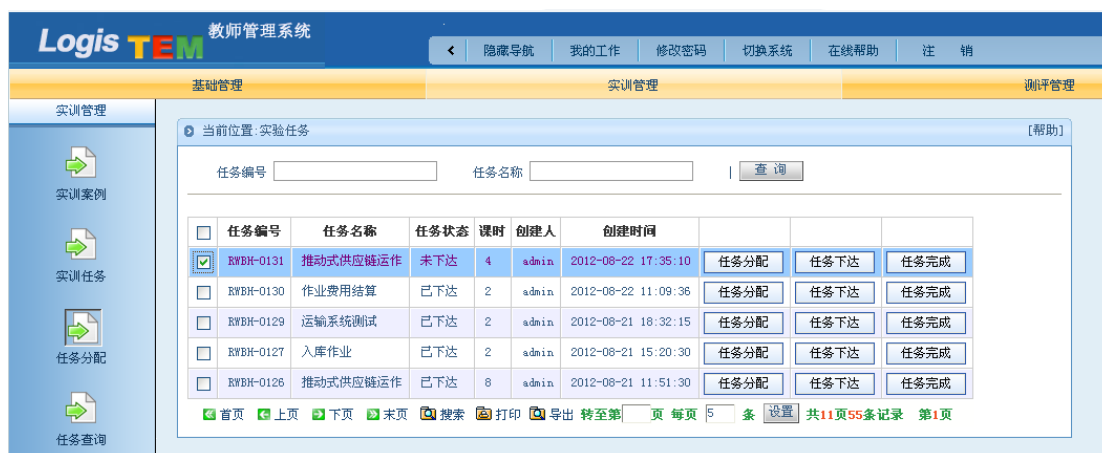 Logis TEM 教师管理系统
隐藏导航 我的工作 修改密码 切换系统 在线帮助 注 销
基础管理 实训管理 测评管理
实训管理
当前位置:实验任务 [帮助]
任务编号 任务名称 | 查 询
实训案例
任务编号 任务名称 任务状态 课时 创建人 创建时间
RWBH-0131 推动式供应链运作 未下达 4 admin 2012-08-22 17:35:10 任务分配 任务下达 任务完成
实训任务
RWBH-0130 作业费用结算 已下达 2 admin 2012-08-22 11:09:36 任务分配 任务下达 任务完成
RWBH-0129 运输系统测试 已下达 2 admin 2012-08-21 18:32:15 任务分配 任务下达 任务完成
RWBH-0127 入库作业 已下达 2 admin 2012-08-21 15:20:30 任务分配 任务下达 任务完成
任务分配
RWBH-0126 推动式供应链运作 已下达 8 admin 2012-08-21 11:51:30 任务分配 任务下达 任务完成
首页 上页 下页 末页 搜索 打印 导出 转至第 页 每页 5 条 设置 共11页55条记录 第1页
任务查询